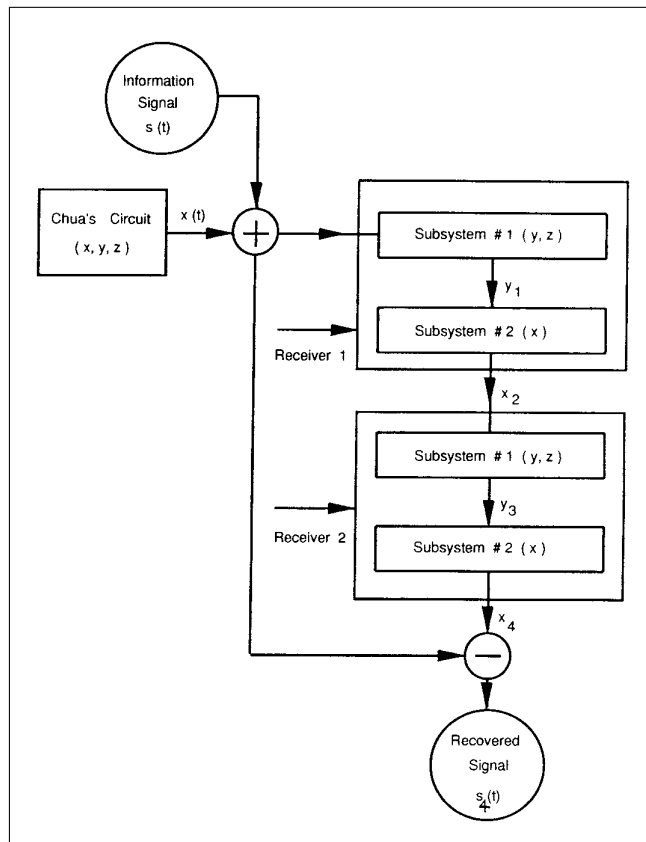 Information
Signal
s (t)
Chua's Circuit
( x, y, z )
x (t)
+
Subsystem # 1 ( y, z )
y1
Subsystem # 2 ( x )
Receiver 1
x2
Subsystem # 1 ( y, z )
y3
Receiver 2
Subsystem # 2 ( x )
x4
−
Recovered
Signal
s4(t)